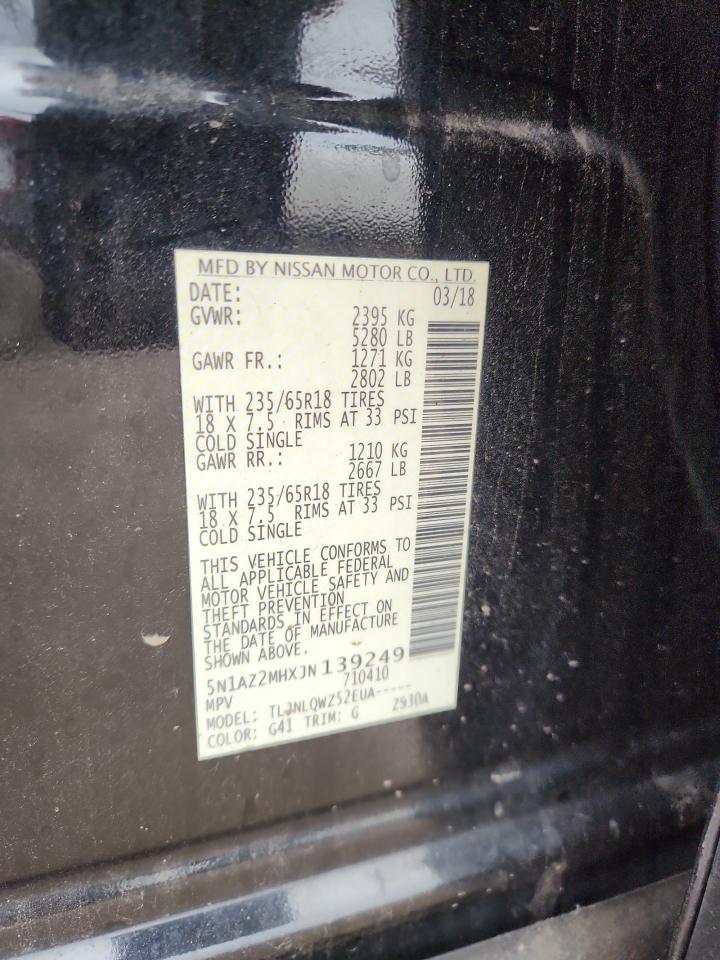 MFD BY NISSAN MOTOR CO., LTD.
DATE: 03/18
GVWR: 2395 KG
5280 LB
GAWR FR.: 1271 KG
2802 LB
WITH 235/65R18 TIRES
18 X 7.5 RIMS AT 33 PSI
COLD SINGLE
GAWR RR.: 1210 KG
2667 LB
WITH 235/65R18 TIRES
18 X 7.5 RIMS AT 33 PSI
COLD SINGLE
THIS VEHICLE CONFORMS TO
ALL APPLICABLE FEDERAL
MOTOR VEHICLE SAFETY AND
THEFT PREVENTION
STANDARDS IN EFFECT ON
THE DATE OF MANUFACTURE
SHOWN ABOVE.
5N1AZ2MHXJN139249
MPV 710410
MODEL: TLJNLQWZ52EUA-----
COLOR: G41 TRIM: G Z930A